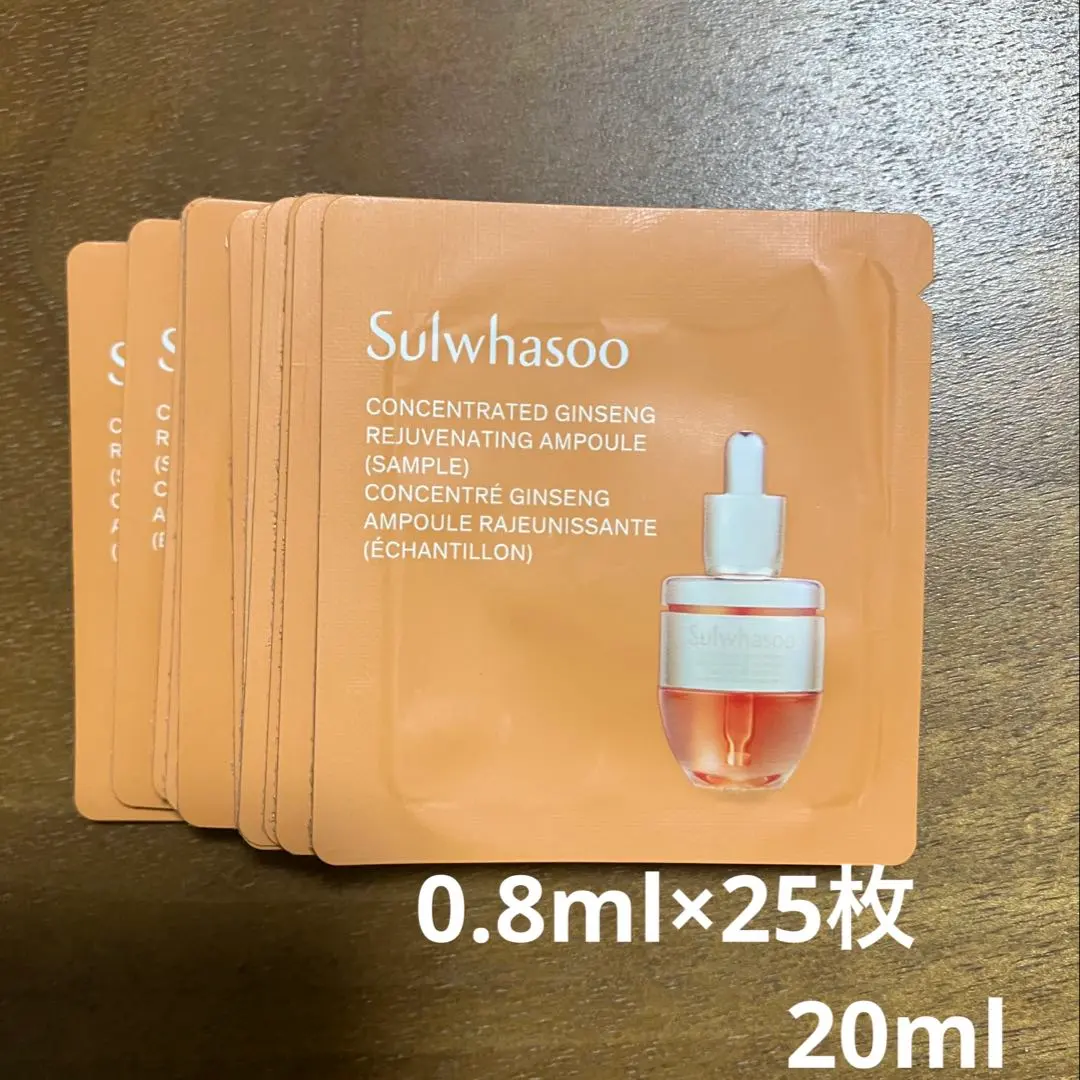 Sulwhasoo
CONCENTRATED GINSENG
REJUVENATING AMPOULE
(SAMPLE)
CONCENTRÉ GINSENG
AMPOULE RAJEUNISSANTE
(ÉCHANTILLON)
Sulwhasoo
0.8ml×25枚
20ml